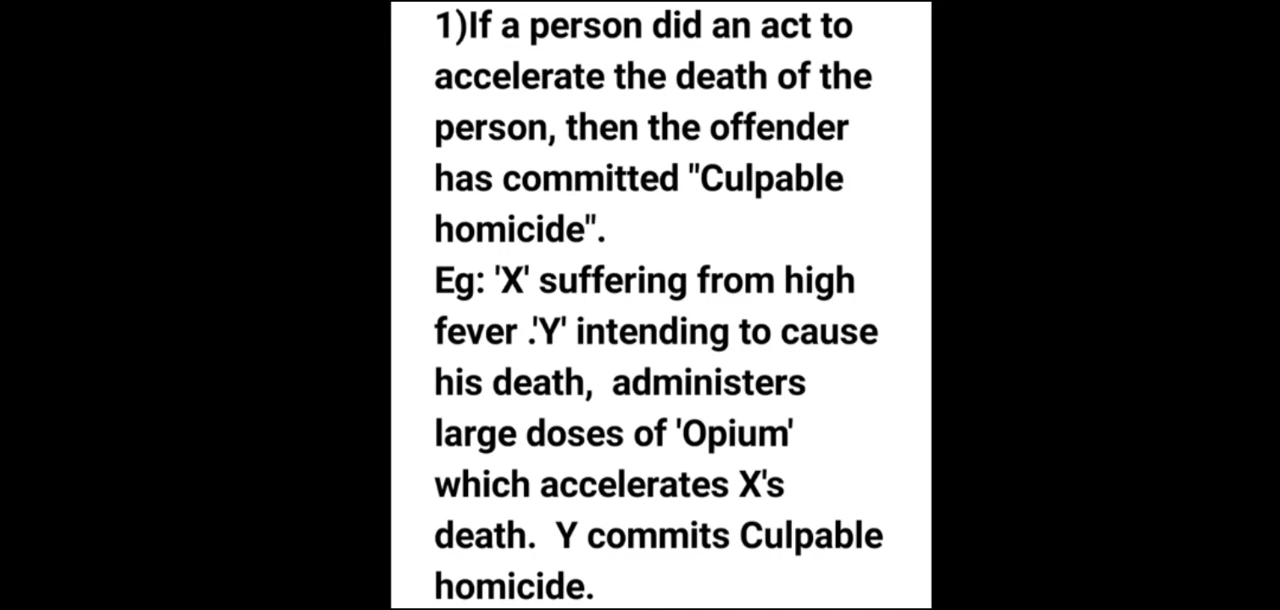 1)If a person did an act to
accelerate the death of the
person, then the offender
has committed "Culpable
homicide".
Eg: 'X' suffering from high
fever .'Y' intending to cause
his death,  administers
large doses of 'Opium'
which accelerates X's
death.  Y commits Culpable
homicide.